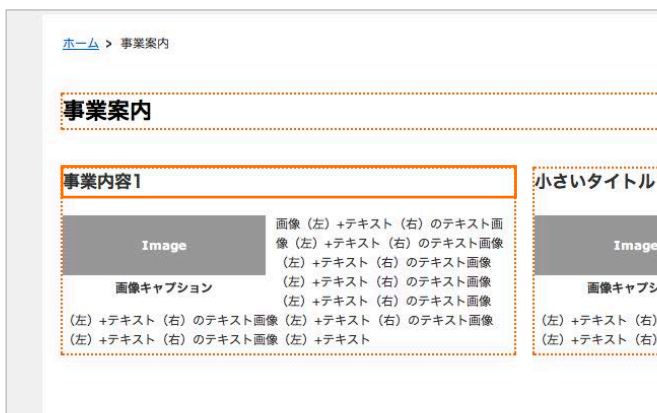 ホーム > 事業案内
事業案内
事業内容1
Image
画像キャプション
画像（左）+テキスト（右）のテキスト画
像（左）+テキスト（右）のテキスト画像
（左）+テキスト（右）のテキスト画像
（左）+テキスト（右）のテキスト画像
（左）+テキスト（右）のテキスト画像
（左）+テキスト（右）のテキスト画像（左）+テキスト（右）のテキスト画像
（左）+テキスト（右）のテキスト画像（左）+テキスト
小さいタイトル
Image
画像キャプシ
（左）+テキスト（右）
（左）+テキスト（右）